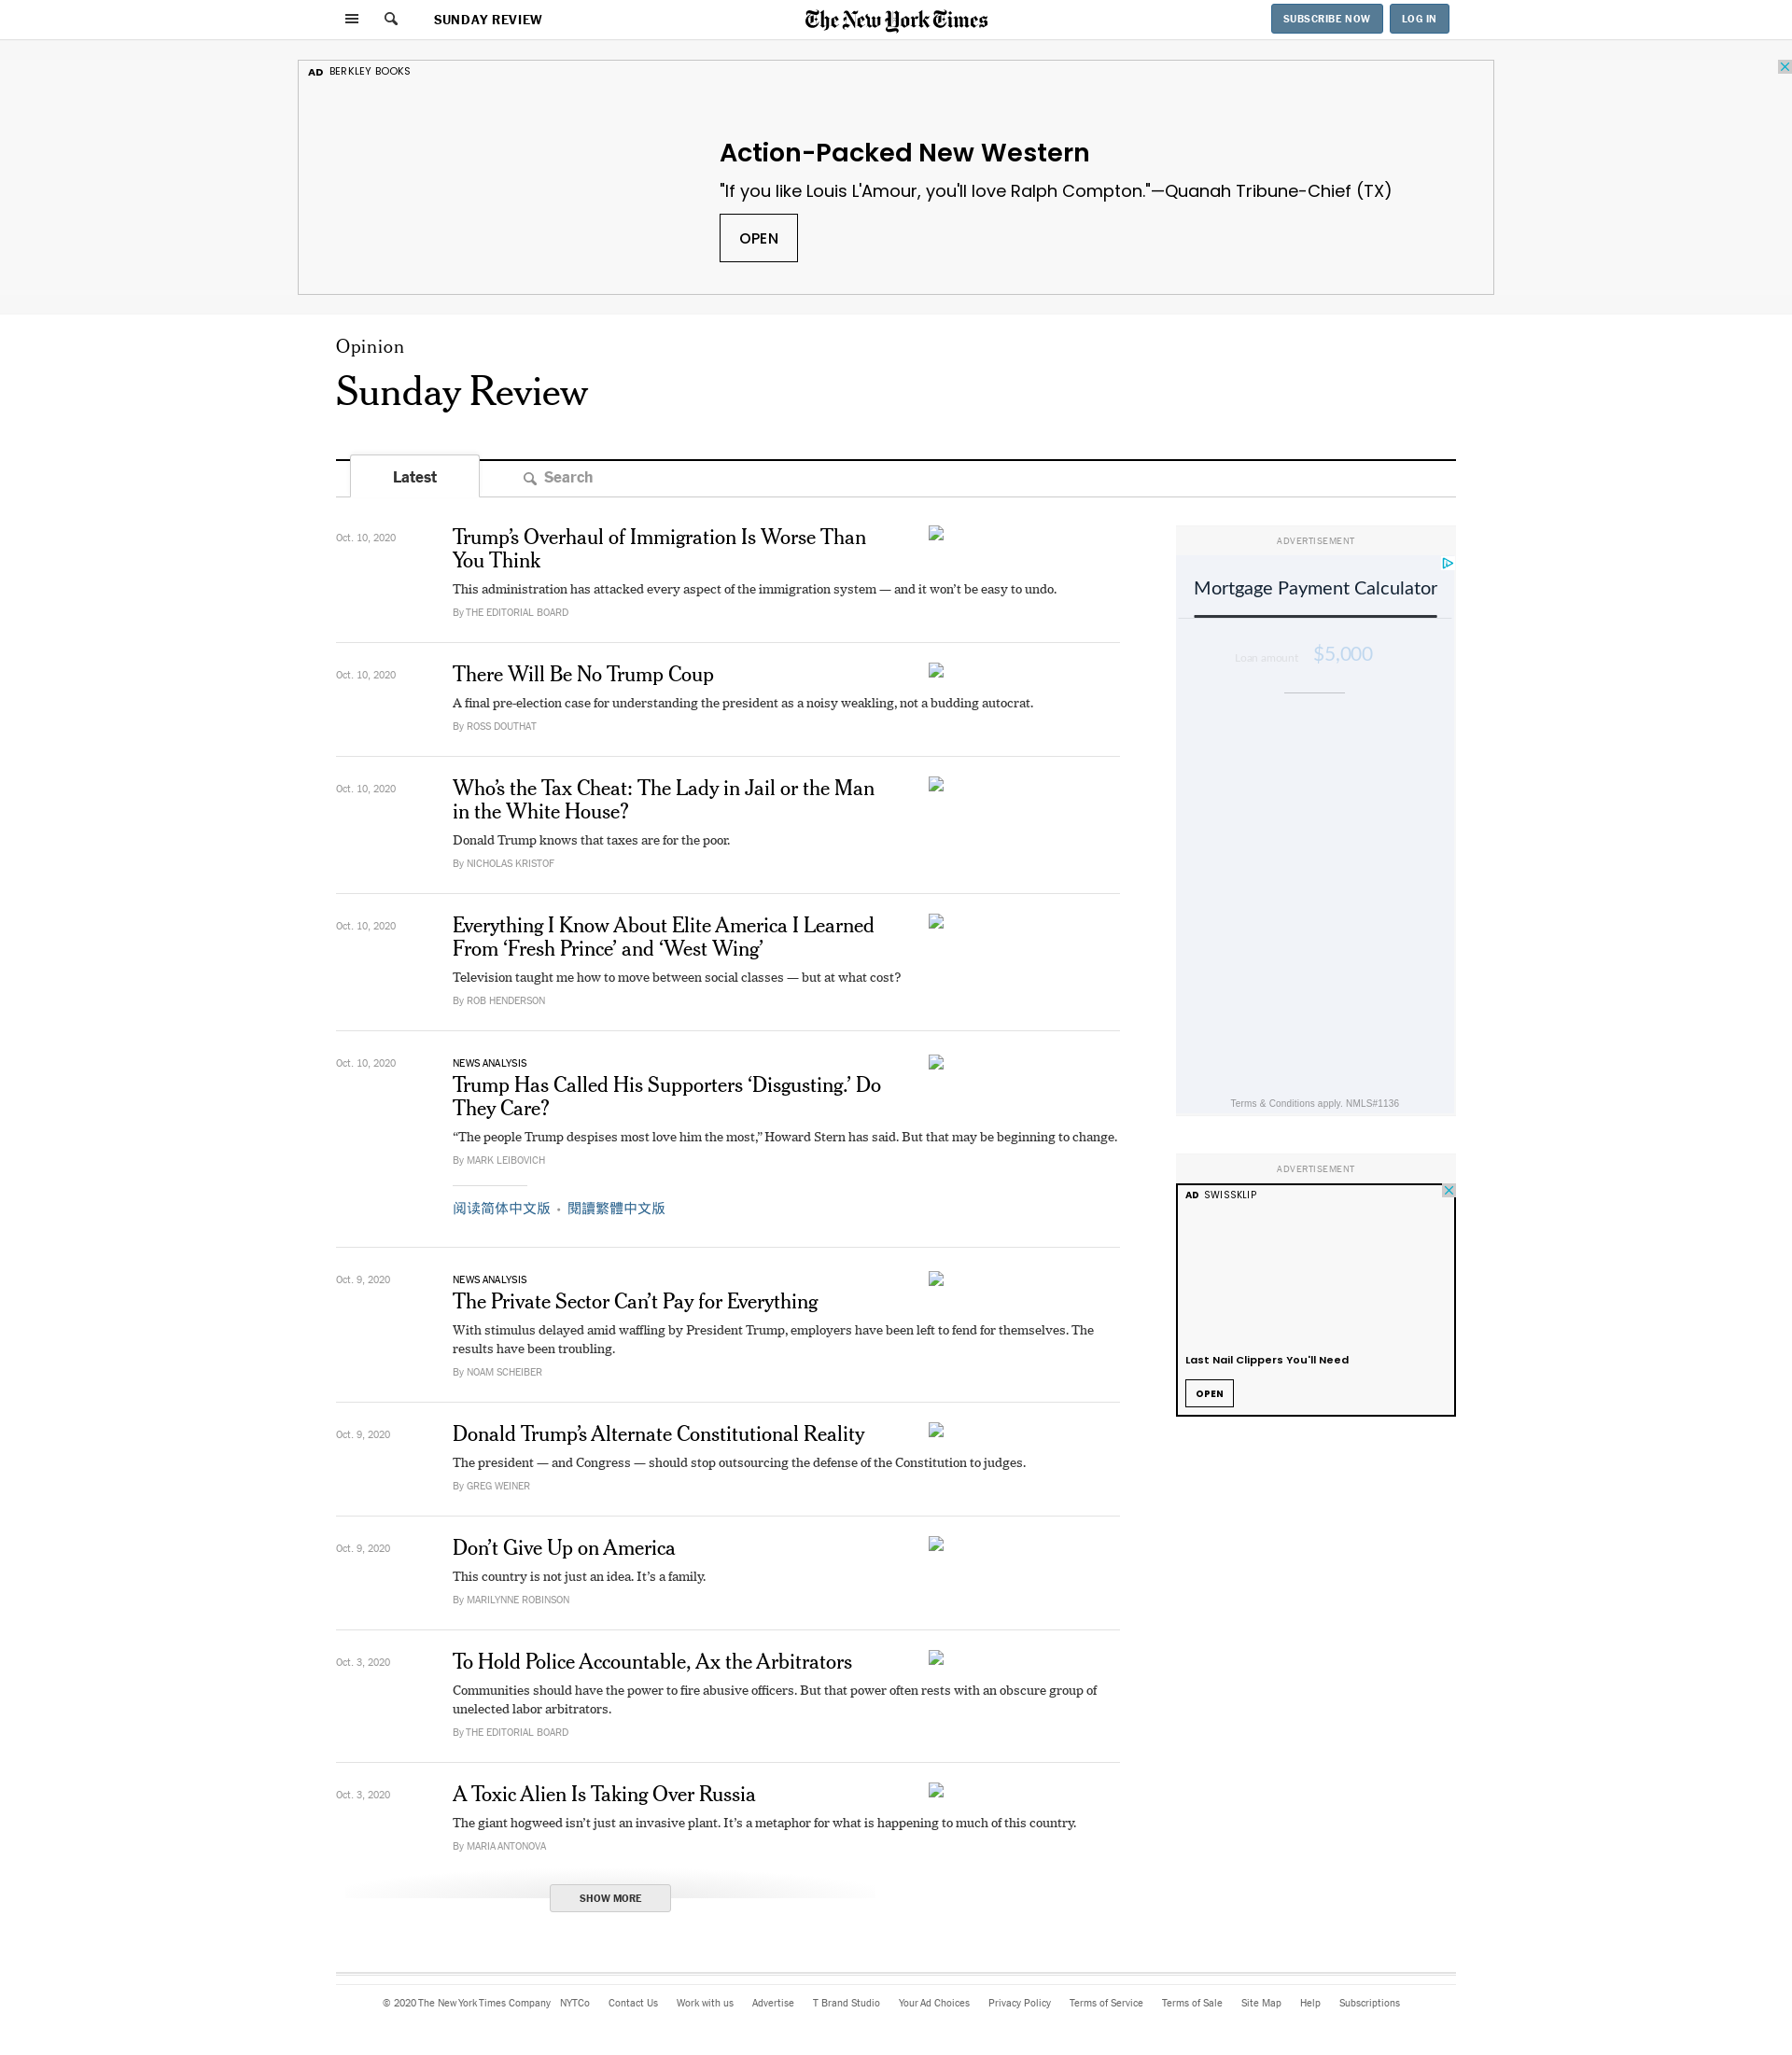 SUNDAY REVIEW
The New York Times
SUBSCRIBE NOW
LOG IN
AD BERKLEY BOOKS
Action-Packed New Western
"If you like Louis L'Amour, you'll love Ralph Compton."—Quanah Tribune-Chief (TX)
OPEN
Opinion
Sunday Review
Latest
Search
Oct. 10, 2020
Trump’s Overhaul of Immigration Is Worse Than
You Think
This administration has attacked every aspect of the immigration system — and it won’t be easy to undo.
By THE EDITORIAL BOARD
Oct. 10, 2020
There Will Be No Trump Coup
A final pre-election case for understanding the president as a noisy weakling, not a budding autocrat.
By ROSS DOUTHAT
Oct. 10, 2020
Who’s the Tax Cheat: The Lady in Jail or the Man
in the White House?
Donald Trump knows that taxes are for the poor.
By NICHOLAS KRISTOF
Oct. 10, 2020
Everything I Know About Elite America I Learned
From ‘Fresh Prince’ and ‘West Wing’
Television taught me how to move between social classes — but at what cost?
By ROB HENDERSON
Oct. 10, 2020
NEWS ANALYSIS
Trump Has Called His Supporters ‘Disgusting.’ Do
They Care?
“The people Trump despises most love him the most,” Howard Stern has said. But that may be beginning to change.
By MARK LEIBOVICH
阅读简体中文版 • 閱讀繁體中文版
Oct. 9, 2020
NEWS ANALYSIS
The Private Sector Can’t Pay for Everything
With stimulus delayed amid waffling by President Trump, employers have been left to fend for themselves. The
results have been troubling.
By NOAM SCHEIBER
Oct. 9, 2020
Donald Trump’s Alternate Constitutional Reality
The president — and Congress — should stop outsourcing the defense of the Constitution to judges.
By GREG WEINER
Oct. 9, 2020
Don’t Give Up on America
This country is not just an idea. It’s a family.
By MARILYNNE ROBINSON
Oct. 3, 2020
To Hold Police Accountable, Ax the Arbitrators
Communities should have the power to fire abusive officers. But that power often rests with an obscure group of
unelected labor arbitrators.
By THE EDITORIAL BOARD
Oct. 3, 2020
A Toxic Alien Is Taking Over Russia
The giant hogweed isn’t just an invasive plant. It’s a metaphor for what is happening to much of this country.
By MARIA ANTONOVA
SHOW MORE
ADVERTISEMENT
Mortgage Payment Calculator
Loan amount $5,000
Terms & Conditions apply. NMLS#1136
ADVERTISEMENT
AD SWISSKLIP
Last Nail Clippers You'll Need
OPEN
© 2020 The New York Times Company NYTCo Contact Us Work with us Advertise T Brand Studio Your Ad Choices Privacy Policy Terms of Service Terms of Sale Site Map Help Subscriptions